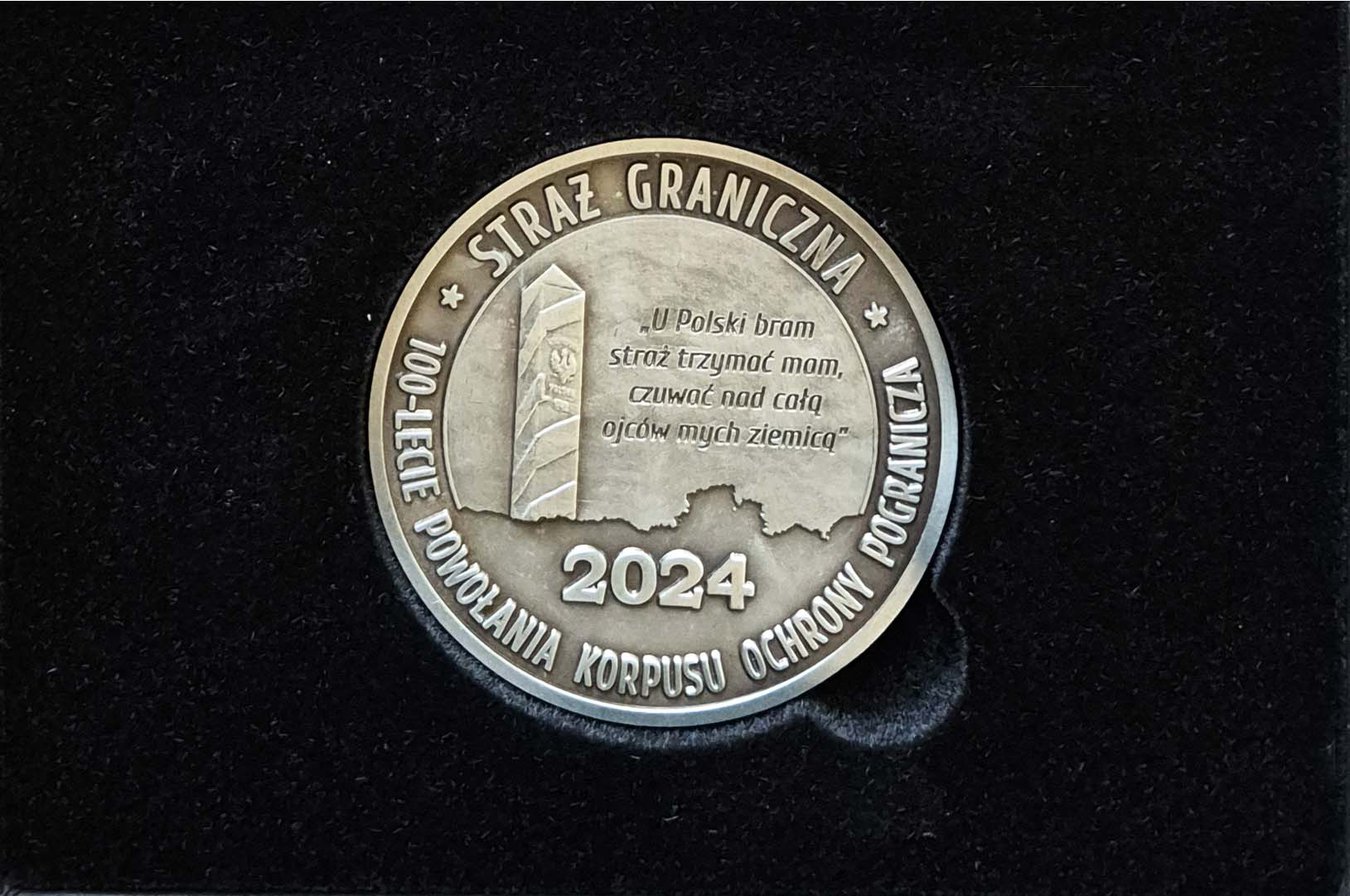 STRAŻ GRANICZNA
„U Polski bram
straż trzymać mam,
czuwać nad całą
ojców mych ziemicą”
2024
100-LECIE POWOŁANIA KORPUSU OCHRONY POGRANICZA